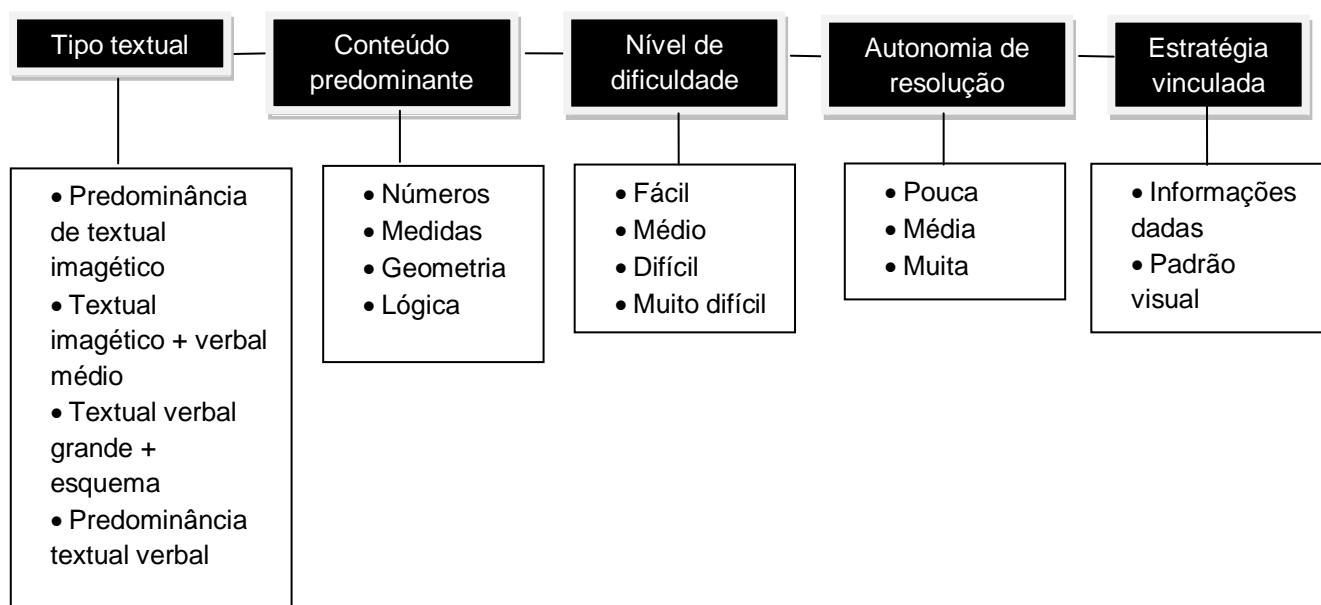 Tipo textual
Conteúdo
predominante
Nível de
dificuldade
Autonomia de
resolução
Estratégia
vinculada
• Predominância
de textual
imagético
• Textual
imagético + verbal
médio
• Textual verbal
grande +
esquema
• Predominância
textual verbal
• Números
• Medidas
• Geometria
• Lógica
• Fácil
• Médio
• Difícil
• Muito difícil
• Pouca
• Média
• Muita
• Informações
dadas
• Padrão
visual